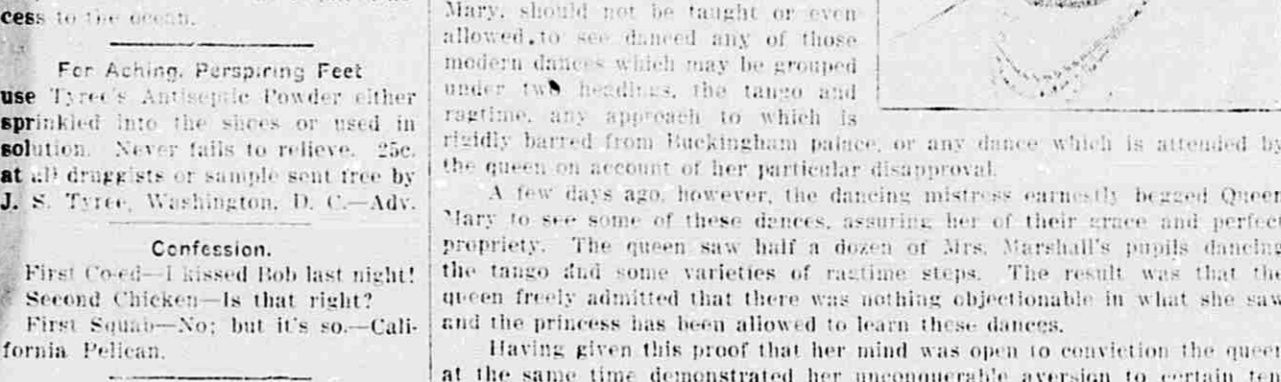 cess to the ocean.
For Aching, Perspiring Feet
use Tyree's Antiseptic Powder either
sprinkled into the shoes or used in
solution. Never fails to relieve. 25c.
at all druggists or sample sent free by
J. S. Tyree, Washington, D. C.—Adv.
Confession.
First Co-ed—I kissed Bob last night!
Second Chicken—Is that right?
First Squab—No; but it's so.—Cali-
fornia Pelican.
Mary, should not be taught or even
allowed to see danced any of those
modern dances which may be grouped
under two headings, the tango and
ragtime, any approach to which is
rigidly barred from Buckingham palace, or any dance which is attended by
the queen on account of her particular disapproval.
A few days ago, however, the dancing mistress earnestly begged Queen
Mary to see some of these dances, assuring her of their grace and perfect
propriety. The queen saw half a dozen of Mrs. Marshall's pupils dancing
the tango and some varieties of ragtime steps. The result was that the
queen freely admitted that there was nothing objectionable in what she saw
and the princess has been allowed to learn these dances.
Having given this proof that her mind was open to conviction the queen
at the same time demonstrated her unconquerable aversion to certain ten